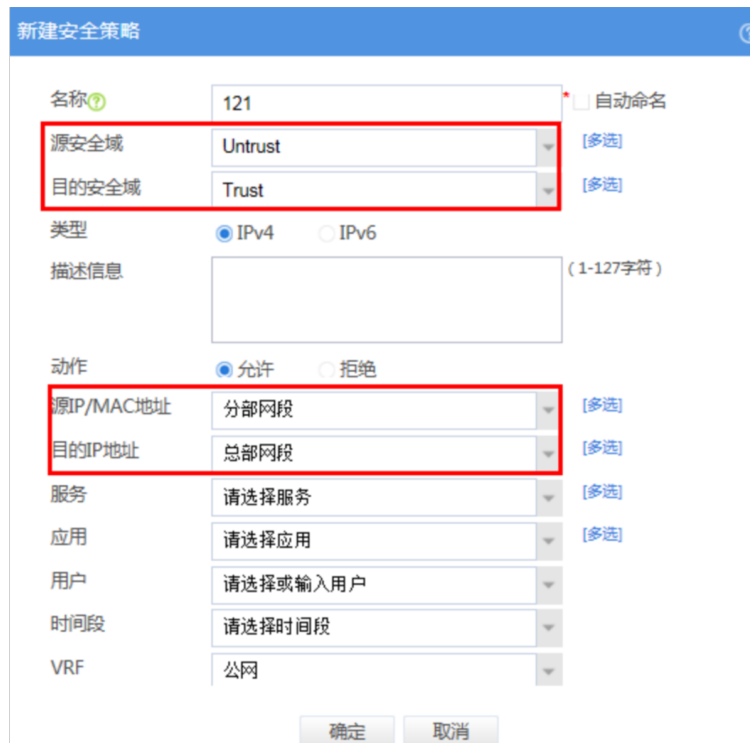 新建安全策略
名称 121 * 自动命名
源安全域 Untrust [多选]
目的安全域 Trust [多选]
类型 IPv4 IPv6
描述信息 (1-127字符)
动作 允许 拒绝
源IP/MAC地址 分部网段 [多选]
目的IP地址 总部网段 [多选]
服务 请选择服务 [多选]
应用 请选择应用 [多选]
用户 请选择或输入用户
时间段 请选择时间段
VRF 公网
确定 取消